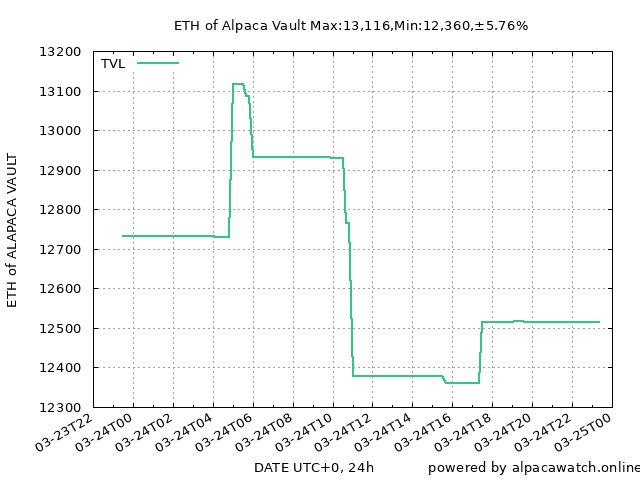 ETH of Alpaca Vault Max:13,116,Min:12,360,±5.76%
TVL
ETH of ALAPACA VAULT
13200
13100
13000
12900
12800
12700
12600
12500
12400
12300
03-23T22
03-24T00
03-24T02
03-24T04
03-24T06
03-24T08
03-24T10
03-24T12
03-24T14
03-24T16
03-24T18
03-24T20
03-24T22
03-25T00
DATE UTC+0, 24h
powered by alpacawatch.online